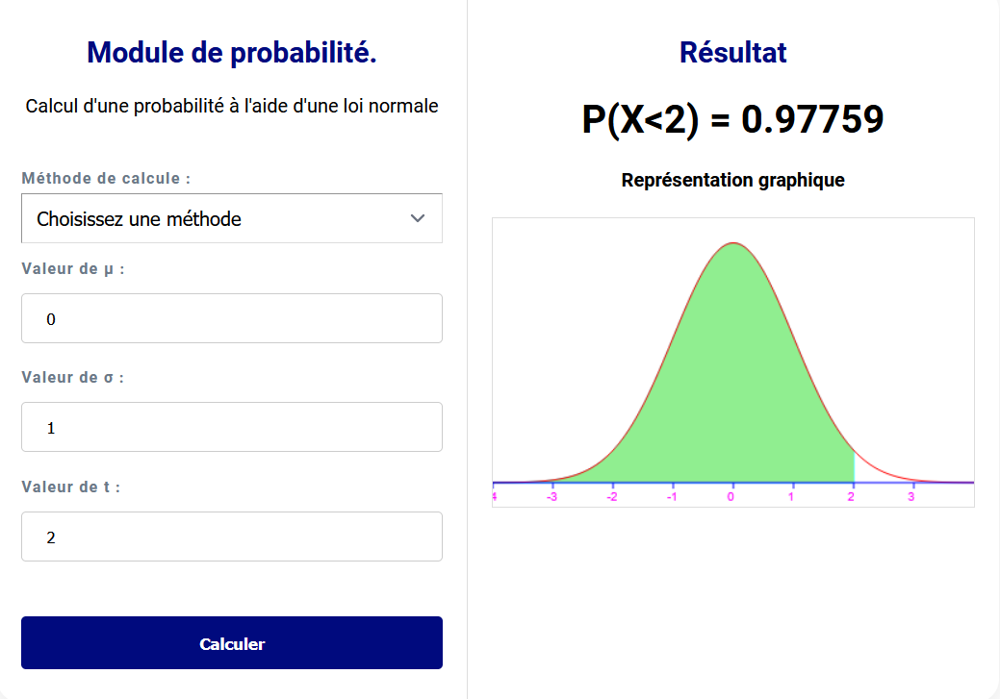 Module de probabilité.
Calcul d'une probabilité à l'aide d'une loi normale
Méthode de calcule :
Choisissez une méthode
Valeur de μ :
0
Valeur de σ :
1
Valeur de t :
2
Calculer
Résultat
P(X<2) = 0.97759
Représentation graphique
4 -3 -2 -1 0 1 2 3